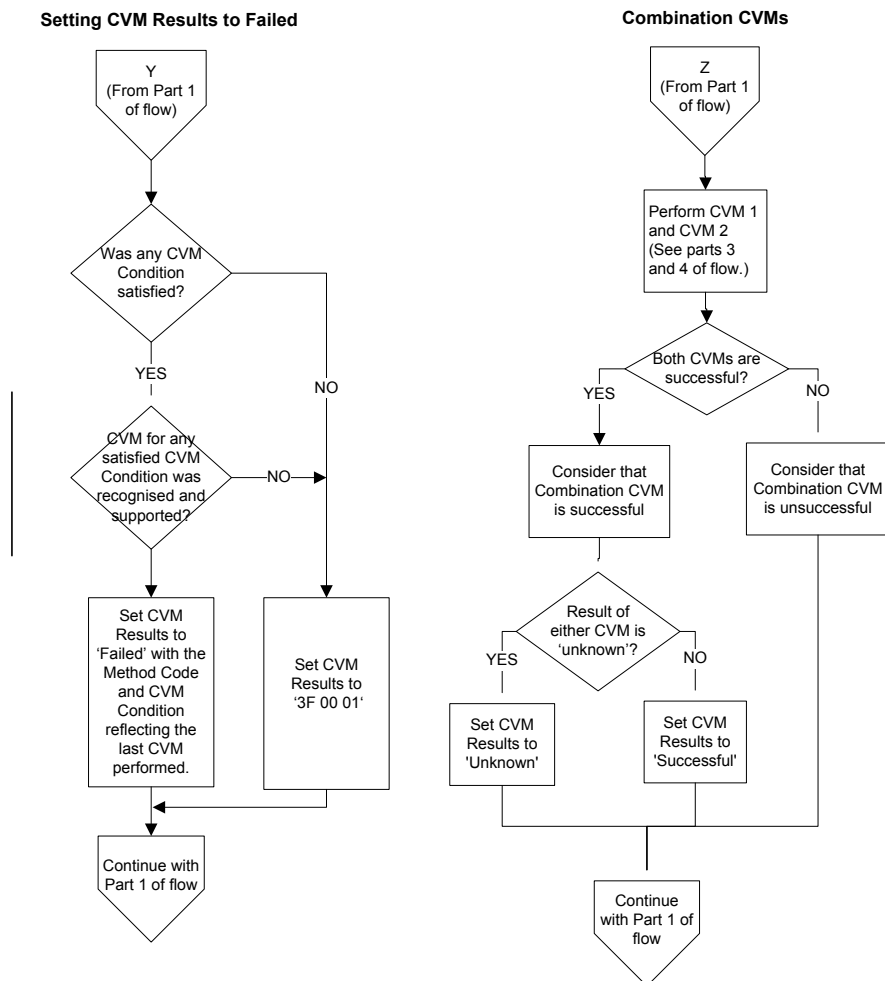 Setting CVM Results to Failed
Y
(From Part 1
of flow)
Was any CVM
Condition
satisfied?
YES
NO
CVM for any
satisfied CVM
Condition was
recognised and
supported?
NO
Set CVM
Results to
‘Failed’ with the
Method Code
and CVM
Condition
reflecting the
last CVM
performed.
Set CVM
Results to
‘3F 00 01‘
Continue with
Part 1 of flow
Combination CVMs
Z
(From Part 1
of flow)
Perform CVM 1
and CVM 2
(See parts 3
and 4 of flow.)
Both CVMs are
successful?
YES
NO
Consider that
Combination CVM
is successful
Consider that
Combination CVM
is unsuccessful
Result of
either CVM is
‘unknown’?
YES
NO
Set CVM
Results to
'Unknown'
Set CVM
Results to
'Successful'
Continue
with Part 1 of
flow